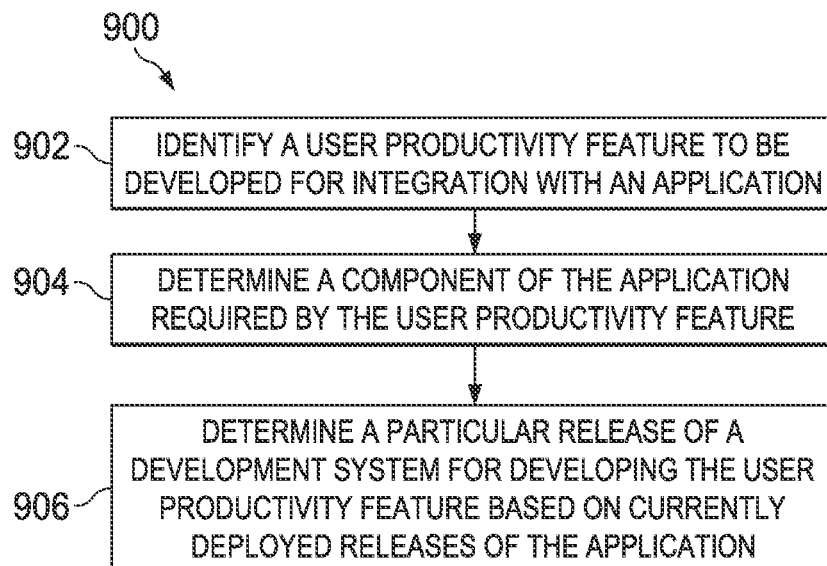 900
902
IDENTIFY A USER PRODUCTIVITY FEATURE TO BE
DEVELOPED FOR INTEGRATION WITH AN APPLICATION
904
DETERMINE A COMPONENT OF THE APPLICATION
REQUIRED BY THE USER PRODUCTIVITY FEATURE
906
DETERMINE A PARTICULAR RELEASE OF A
DEVELOPMENT SYSTEM FOR DEVELOPING THE USER
PRODUCTIVITY FEATURE BASED ON CURRENTLY
DEPLOYED RELEASES OF THE APPLICATION